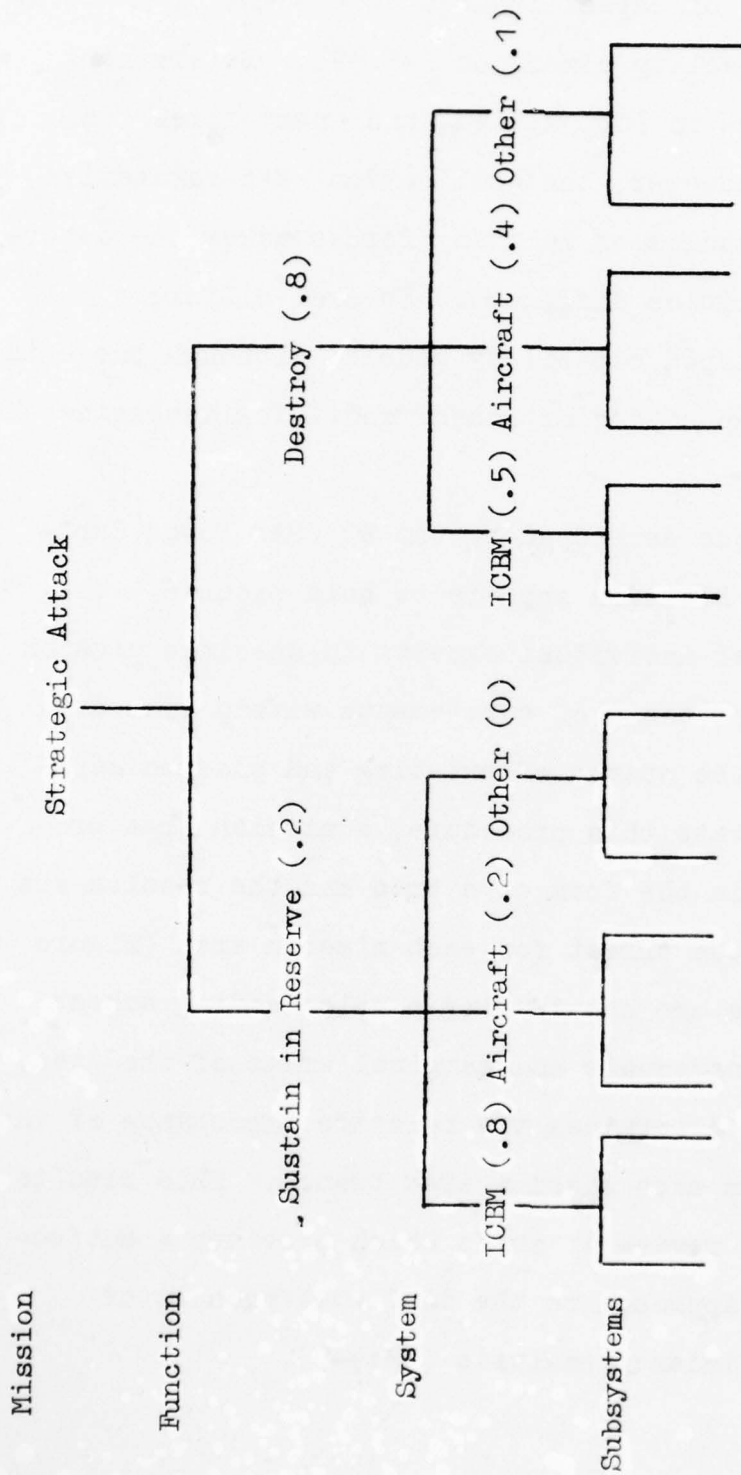 Mission
Strategic Attack
Function
Sustain in Reserve (.2)
Destroy (.8)
System
ICBM (.8) Aircraft (.2) Other (0)
ICBM (.5) Aircraft (.4) Other (.1)
Subsystems